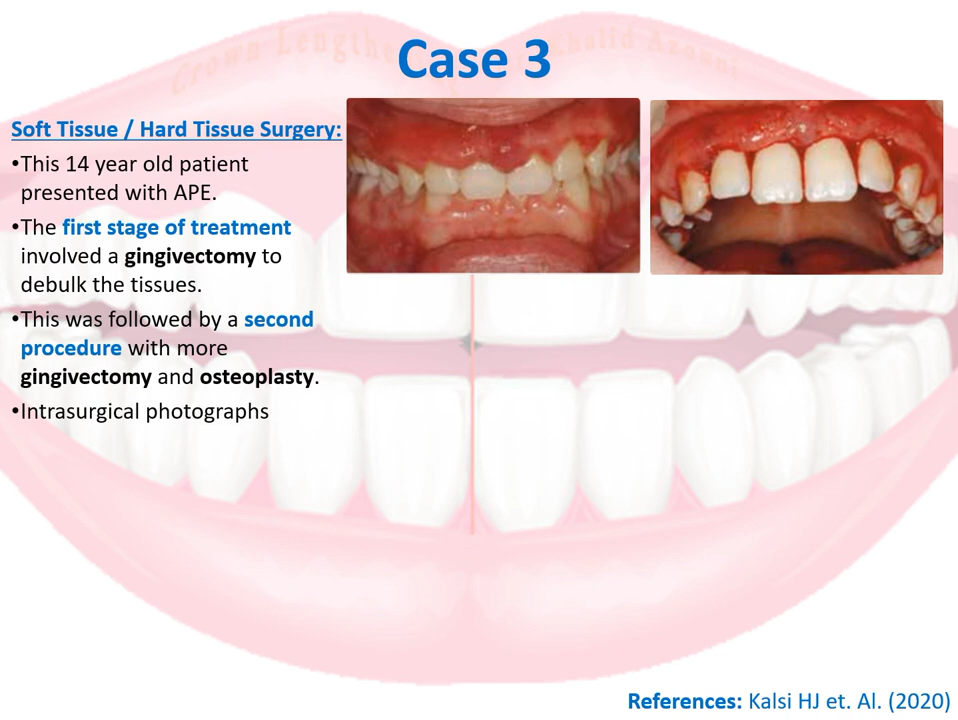 Case 3
Soft Tissue / Hard Tissue Surgery:
•This 14 year old patient
presented with APE.
•The first stage of treatment
involved a gingivectomy to
debulk the tissues.
•This was followed by a second
procedure with more
gingivectomy and osteoplasty.
•Intrasurgical photographs
References: Kalsi HJ et. Al. (2020)